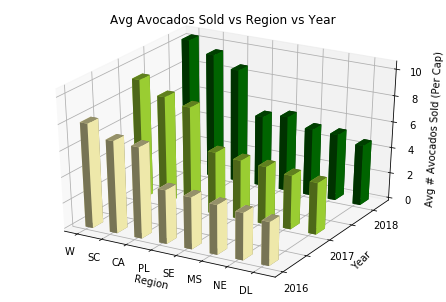 Avg Avocados Sold vs Region vs Year
10
8
6
4
2
0
Avg # Avocados Sold (Per Cap)
W
SC
CA
PL
SE
MS
NE
DL
Region
2016
2017
2018
Year